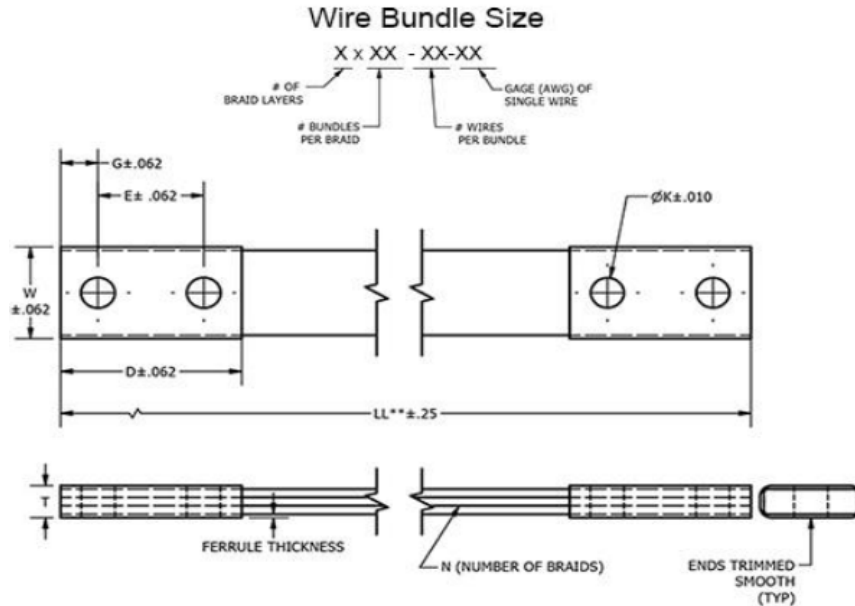 Wire Bundle Size
X x XX - XX-XX
# OF
BRAID LAYERS
GAGE (AWG) OF
SINGLE WIRE
# BUNDLES
PER BRAID
# WIRES
PER BUNDLE
G±.062
E± .062
ØK±.010
W
±.062
D±.062
LL**±.25
T
FERRULE THICKNESS
N (NUMBER OF BRAIDS)
ENDS TRIMMED
SMOOTH
(TYP)